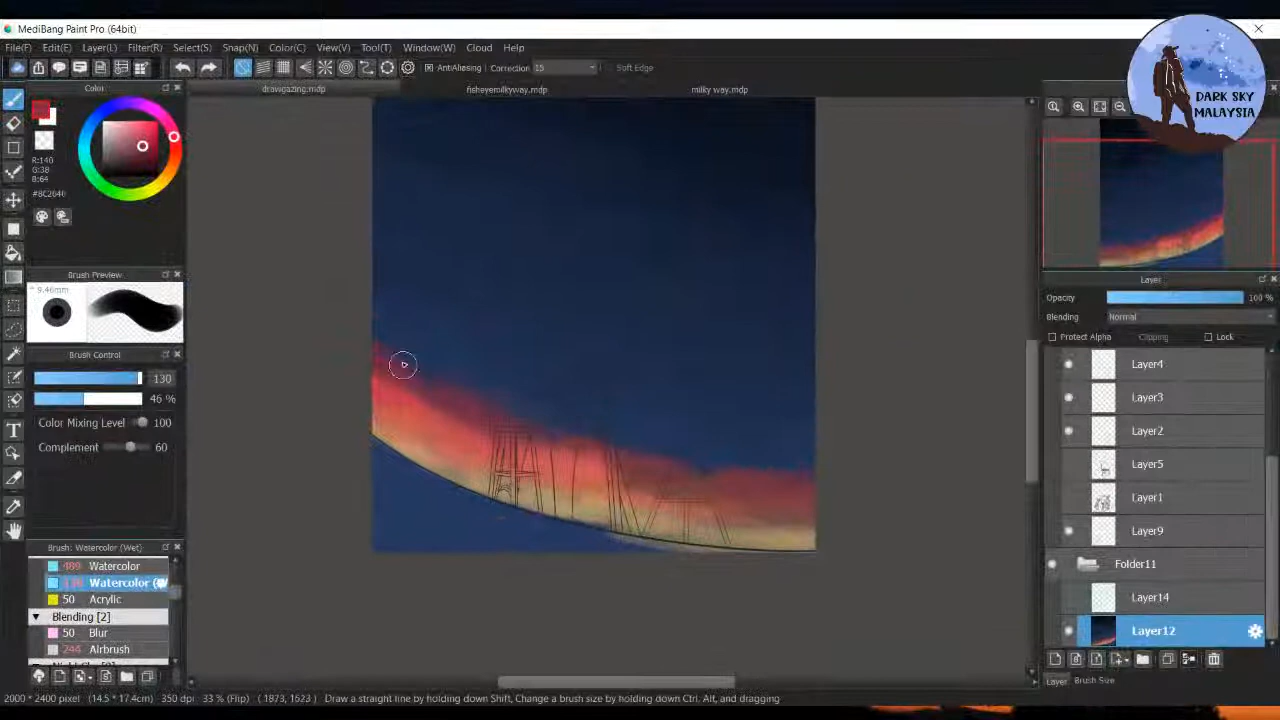 MediBang Paint Pro (64bit)
File(F) Edit(E) Layer(L) Filter(R) Select(S) Snap(N) Color(C) View(V) Tool(T) Window(W) Cloud Help
AntiAliasing Correction 15 Soft Edge
Color
drawgazing.mdp fisheyemilkyway.mdp milky way.mdp
DARK SKY
MALAYSIA
R:140
G:38
B:64
#8C2640
Brush Preview
9.46mm
Brush Control
130
46 %
Color Mixing Level 100
Complement 60
Brush: Watercolor (Wet)
Watercolor
Watercolor (W
50 Acrylic
Blending [2]
50 Blur
244 Airbrush
Layer
Opacity 100 %
Blending Normal
Protect Alpha Clipping Lock
Layer4
Layer3
Layer2
Layer5
Layer1
Layer9
Folder11
Layer14
Layer12
Layer Brush Size
2000 * 2400 pixel (14.5 * 17.4cm) 350 dpi 33 % (Flip) ( 1873, 1523) Draw a straight line by holding down Shift, Change a brush size by holding down Ctrl, Alt, and dragging